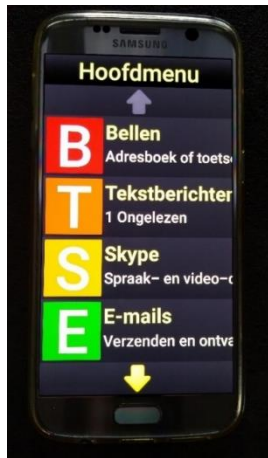 SAMSUNG
Hoofdmenu
B
Bellen
Adresboek of toets
T
Tekstberichten
1 Ongelezen
S
Skype
Spraak- en video-c
E
E-mails
Verzenden en ontva